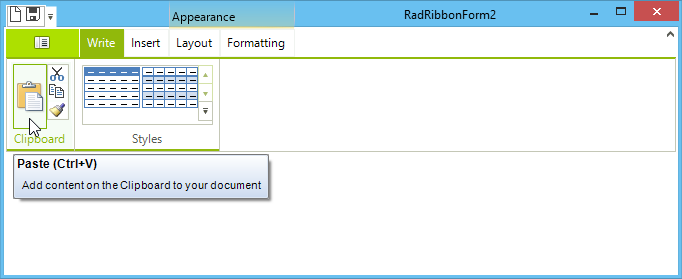 Appearance RadRibbonForm2
Write Insert Layout Formatting
Clipboard Styles
Paste (Ctrl+V)
Add content on the Clipboard to your document